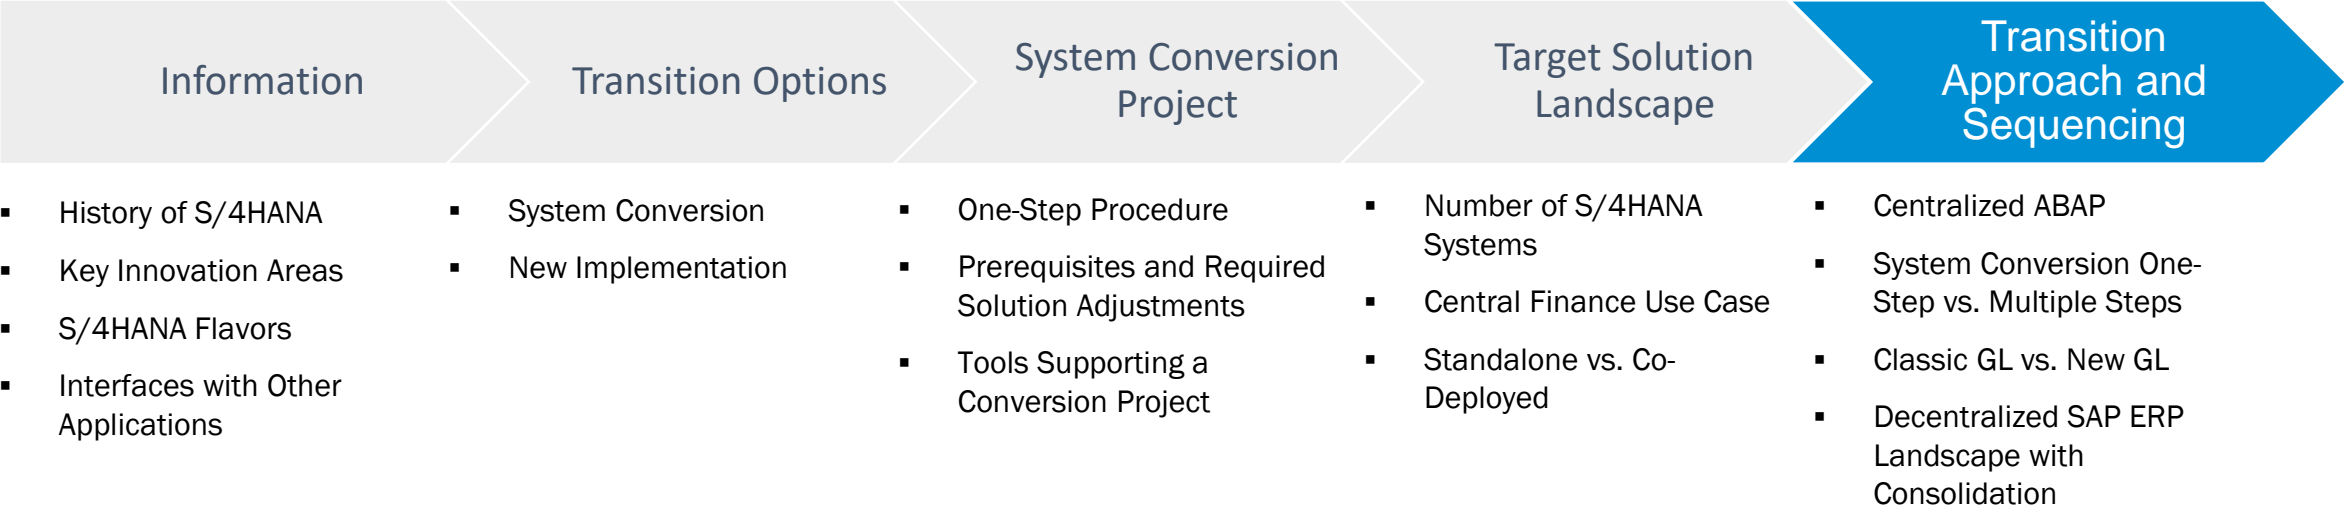 Information
Transition Options
System Conversion
Project
Target Solution
Landscape
Transition
Approach and
Sequencing
▪ History of S/4HANA
▪ Key Innovation Areas
▪ S/4HANA Flavors
▪ Interfaces with Other
Applications
▪ System Conversion
▪ New Implementation
▪ One-Step Procedure
▪ Prerequisites and Required
Solution Adjustments
▪ Tools Supporting a
Conversion Project
▪ Number of S/4HANA
Systems
▪ Central Finance Use Case
▪ Standalone vs. Co-
Deployed
▪ Centralized ABAP
▪ System Conversion One-
Step vs. Multiple Steps
▪ Classic GL vs. New GL
▪ Decentralized SAP ERP
Landscape with
Consolidation